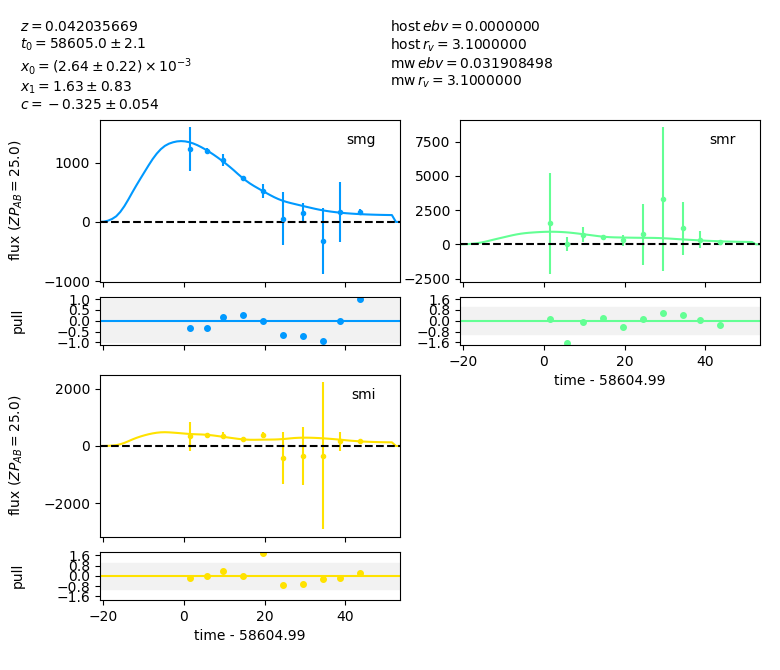 z = 0.042035669
t₀ = 58605.0 ± 2.1
x₀ = (2.64 ± 0.22) × 10⁻³
x₁ = 1.63 ± 0.83
c = −0.325 ± 0.054
host ebv = 0.0000000
host r_v = 3.1000000
mw ebv = 0.031908498
mw r_v = 3.1000000
smg
flux (ZP_AB = 25.0)
1000
0
−1000
pull
1.0
0.5
0.0
−0.5
−1.0
smr
7500
5000
2500
0
−2500
1.6
0.8
0.0
−0.8
−1.6
−20
0
20
40
time - 58604.99
smi
flux (ZP_AB = 25.0)
2000
0
−2000
pull
1.6
0.8
0.0
−0.8
−1.6
−20
0
20
40
time - 58604.99